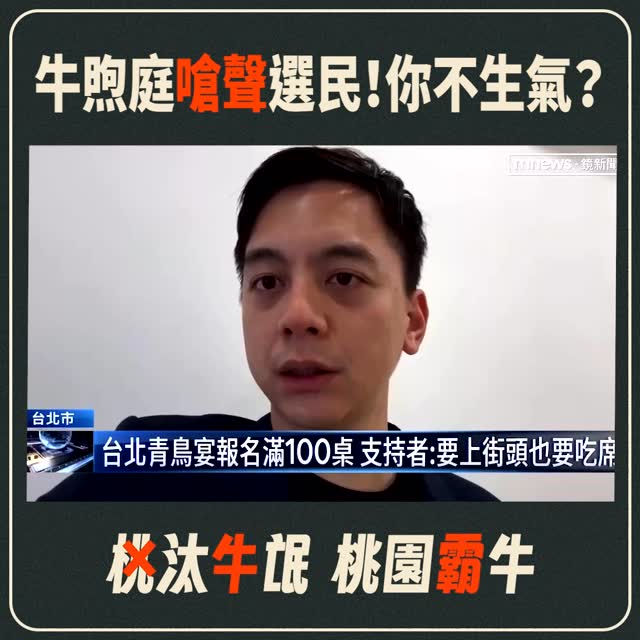 牛煦庭嗆聲選民!你不生氣?
mnews·鏡新聞
台北市
台北青鳥宴報名滿100桌 支持者:要上街頭也要吃席
桃汰牛氓 桃園霸牛